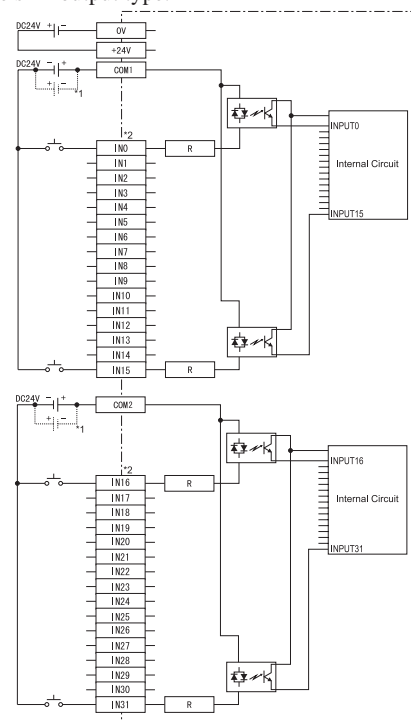 DC24V + - 0V
+24V
DC24V - + COM1
+ - *1
*2
IN0 R
IN1
IN2
IN3
IN4
IN5
IN6
IN7
IN8
IN9
IN10
IN11
IN12
IN13
IN14
IN15 R
INPUT0
Internal Circuit
INPUT15
DC24V - + COM2
+ - *1
*2
IN16 R
IN17
IN18
IN19
IN20
IN21
IN22
IN23
IN24
IN25
IN26
IN27
IN28
IN29
IN30
IN31 R
INPUT16
Internal Circuit
INPUT31